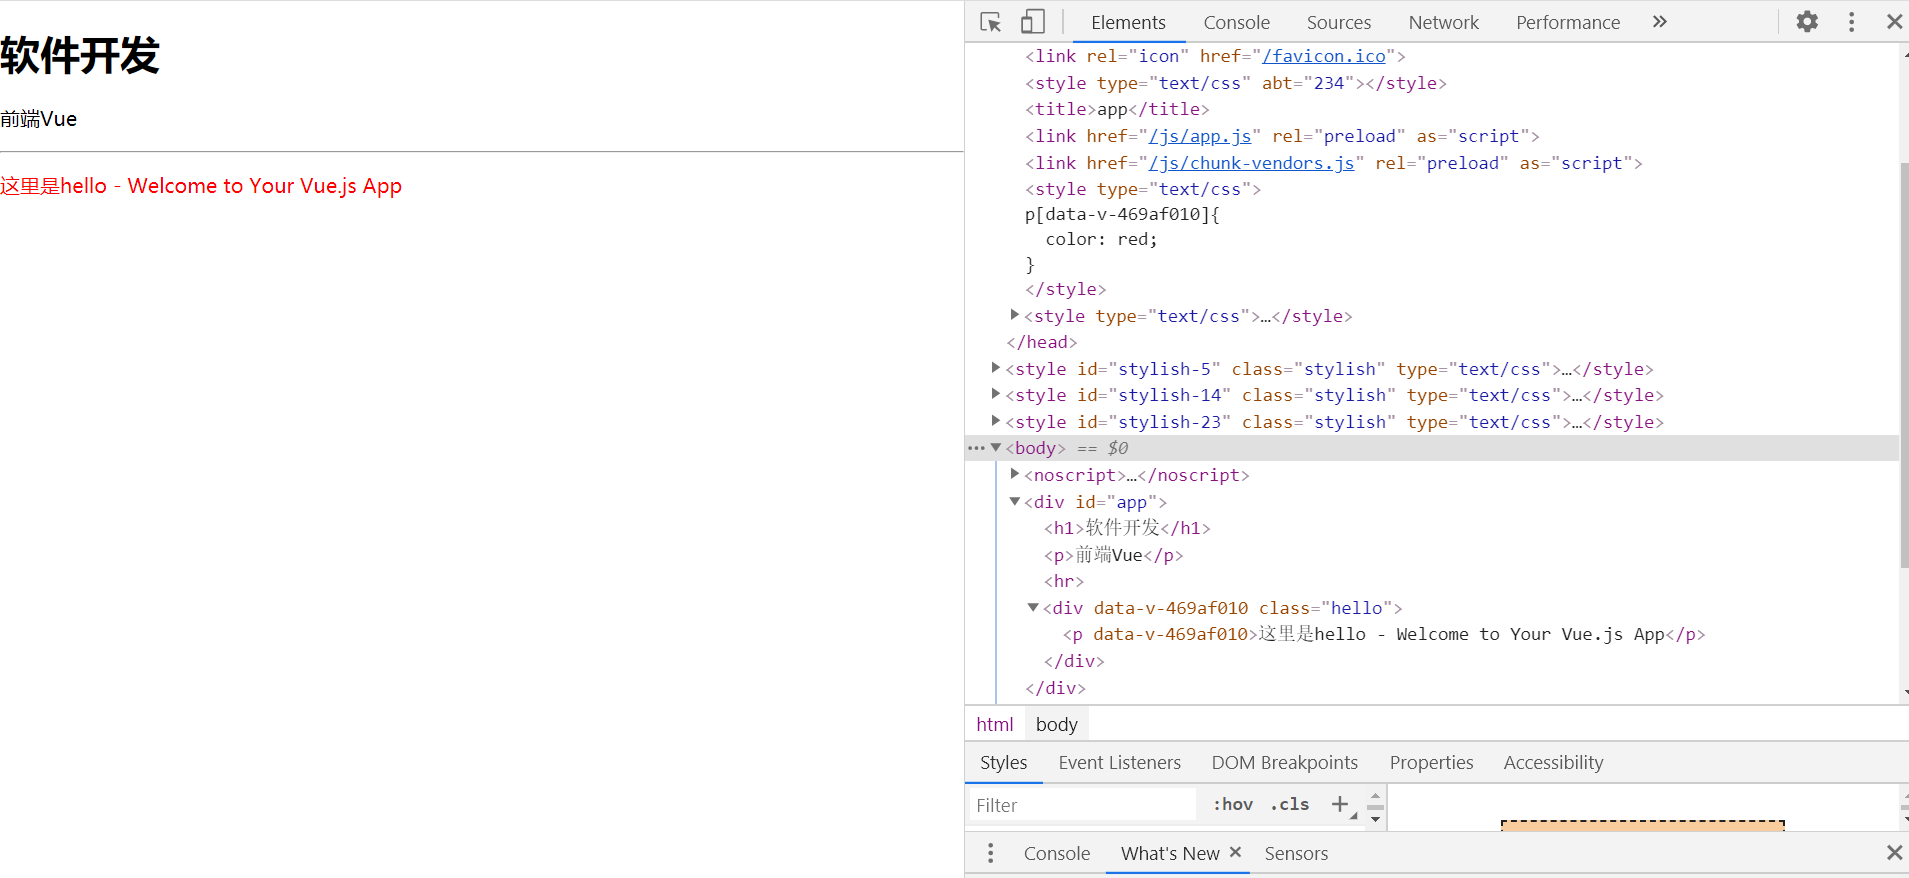 软件开发
前端Vue
这里是hello - Welcome to Your Vue.js App
Elements Console Sources Network Performance »
<link rel="icon" href="/favicon.ico">
<style type="text/css" abt="234"></style>
<title>app</title>
<link href="/js/app.js" rel="preload" as="script">
<link href="/js/chunk-vendors.js" rel="preload" as="script">
<style type="text/css">
p[data-v-469af010]{
color: red;
}
</style>
<style type="text/css">…</style>
</head>
<style id="stylish-5" class="stylish" type="text/css">…</style>
<style id="stylish-14" class="stylish" type="text/css">…</style>
<style id="stylish-23" class="stylish" type="text/css">…</style>
<body> == $0
<noscript>…</noscript>
<div id="app">
<h1>软件开发</h1>
<p>前端Vue</p>
<hr>
<div data-v-469af010 class="hello">
<p data-v-469af010>这里是hello - Welcome to Your Vue.js App</p>
</div>
</div>
html body
Styles Event Listeners DOM Breakpoints Properties Accessibility
Filter :hov .cls +
Console What's New × Sensors